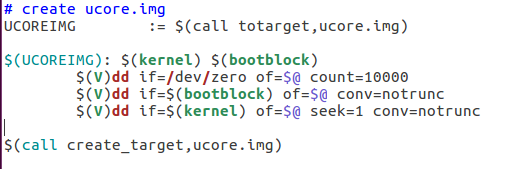 # create ucore.img
UCOREIMG        := $(call totarget,ucore.img)
$(UCOREIMG): $(kernel) $(bootblock)
        $(V)dd if=/dev/zero of=$@ count=10000
        $(V)dd if=$(bootblock) of=$@ conv=notrunc
        $(V)dd if=$(kernel) of=$@ seek=1 conv=notrunc
$(call create_target,ucore.img)